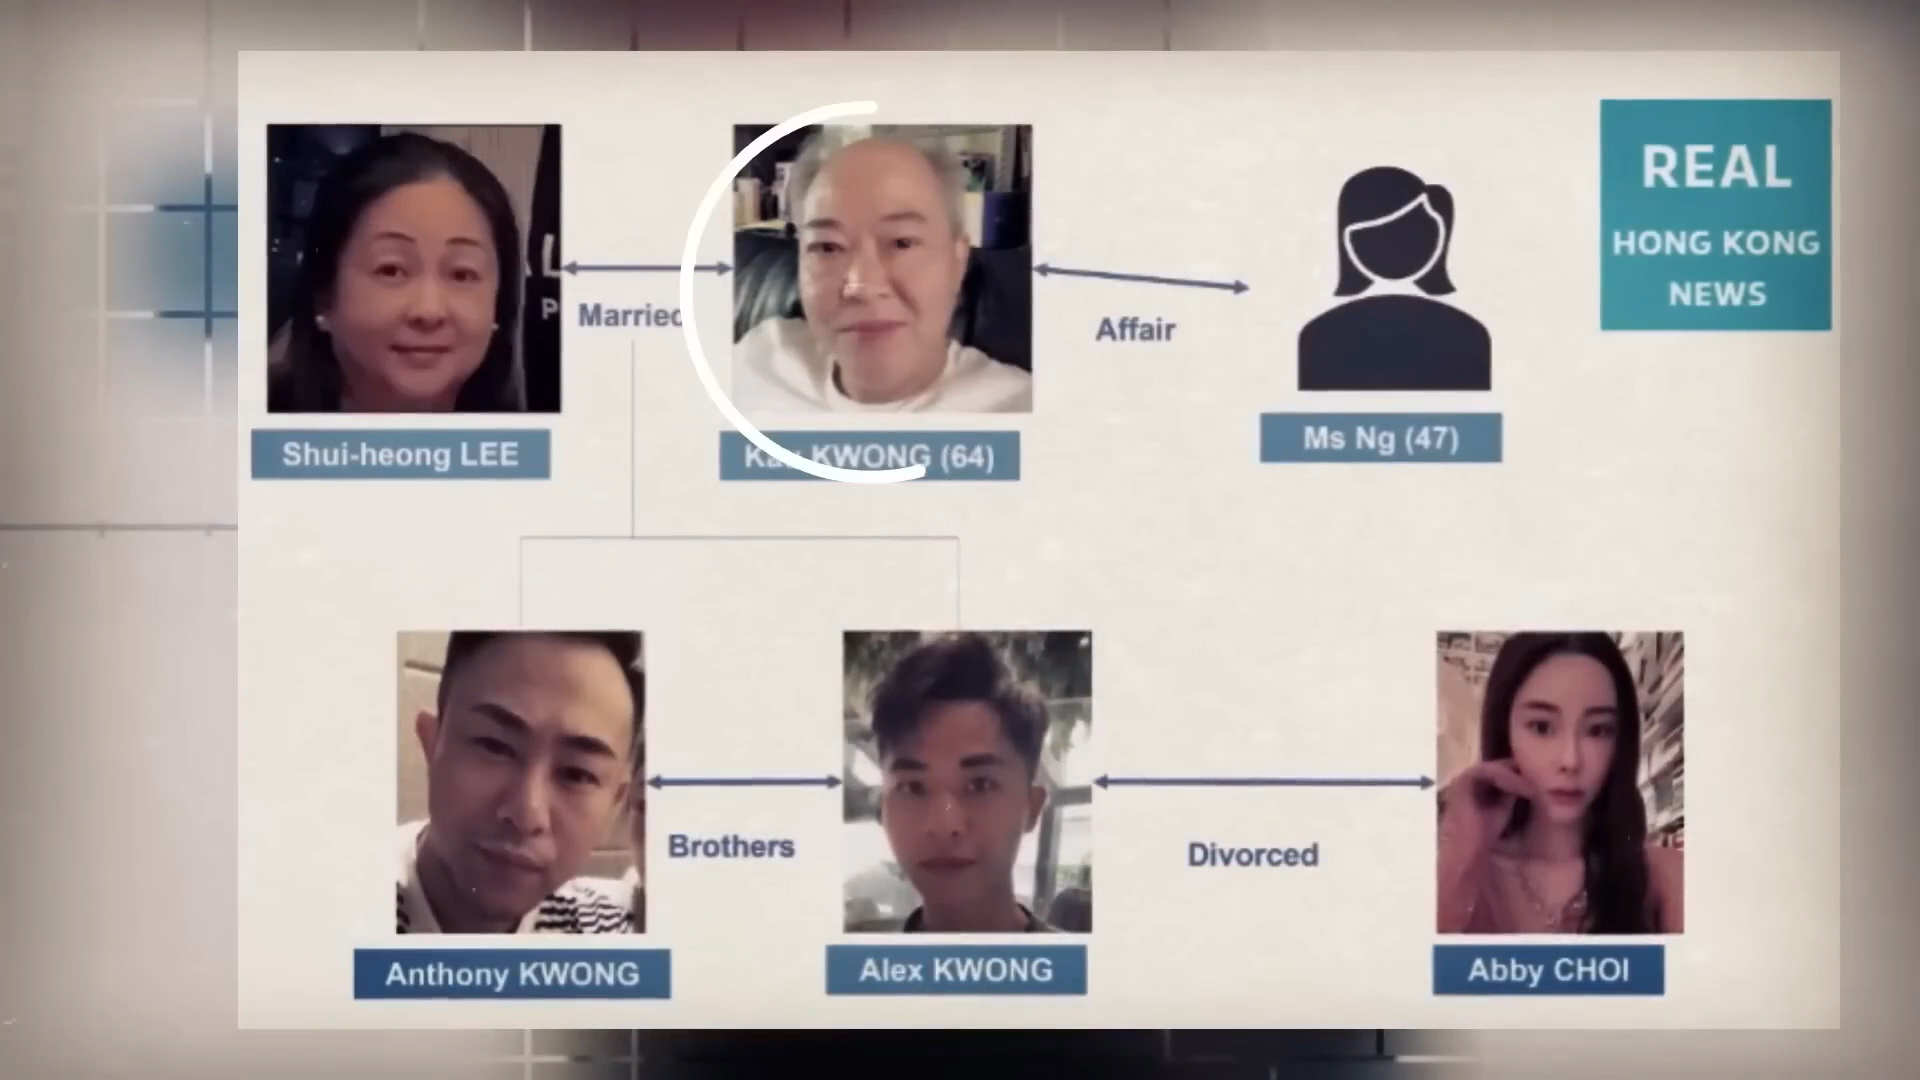 REAL
HONG KONG
NEWS
Married
Affair
Shui-heong LEE
KWONG (64)
Ms Ng (47)
Brothers
Divorced
Anthony KWONG
Alex KWONG
Abby CHOI